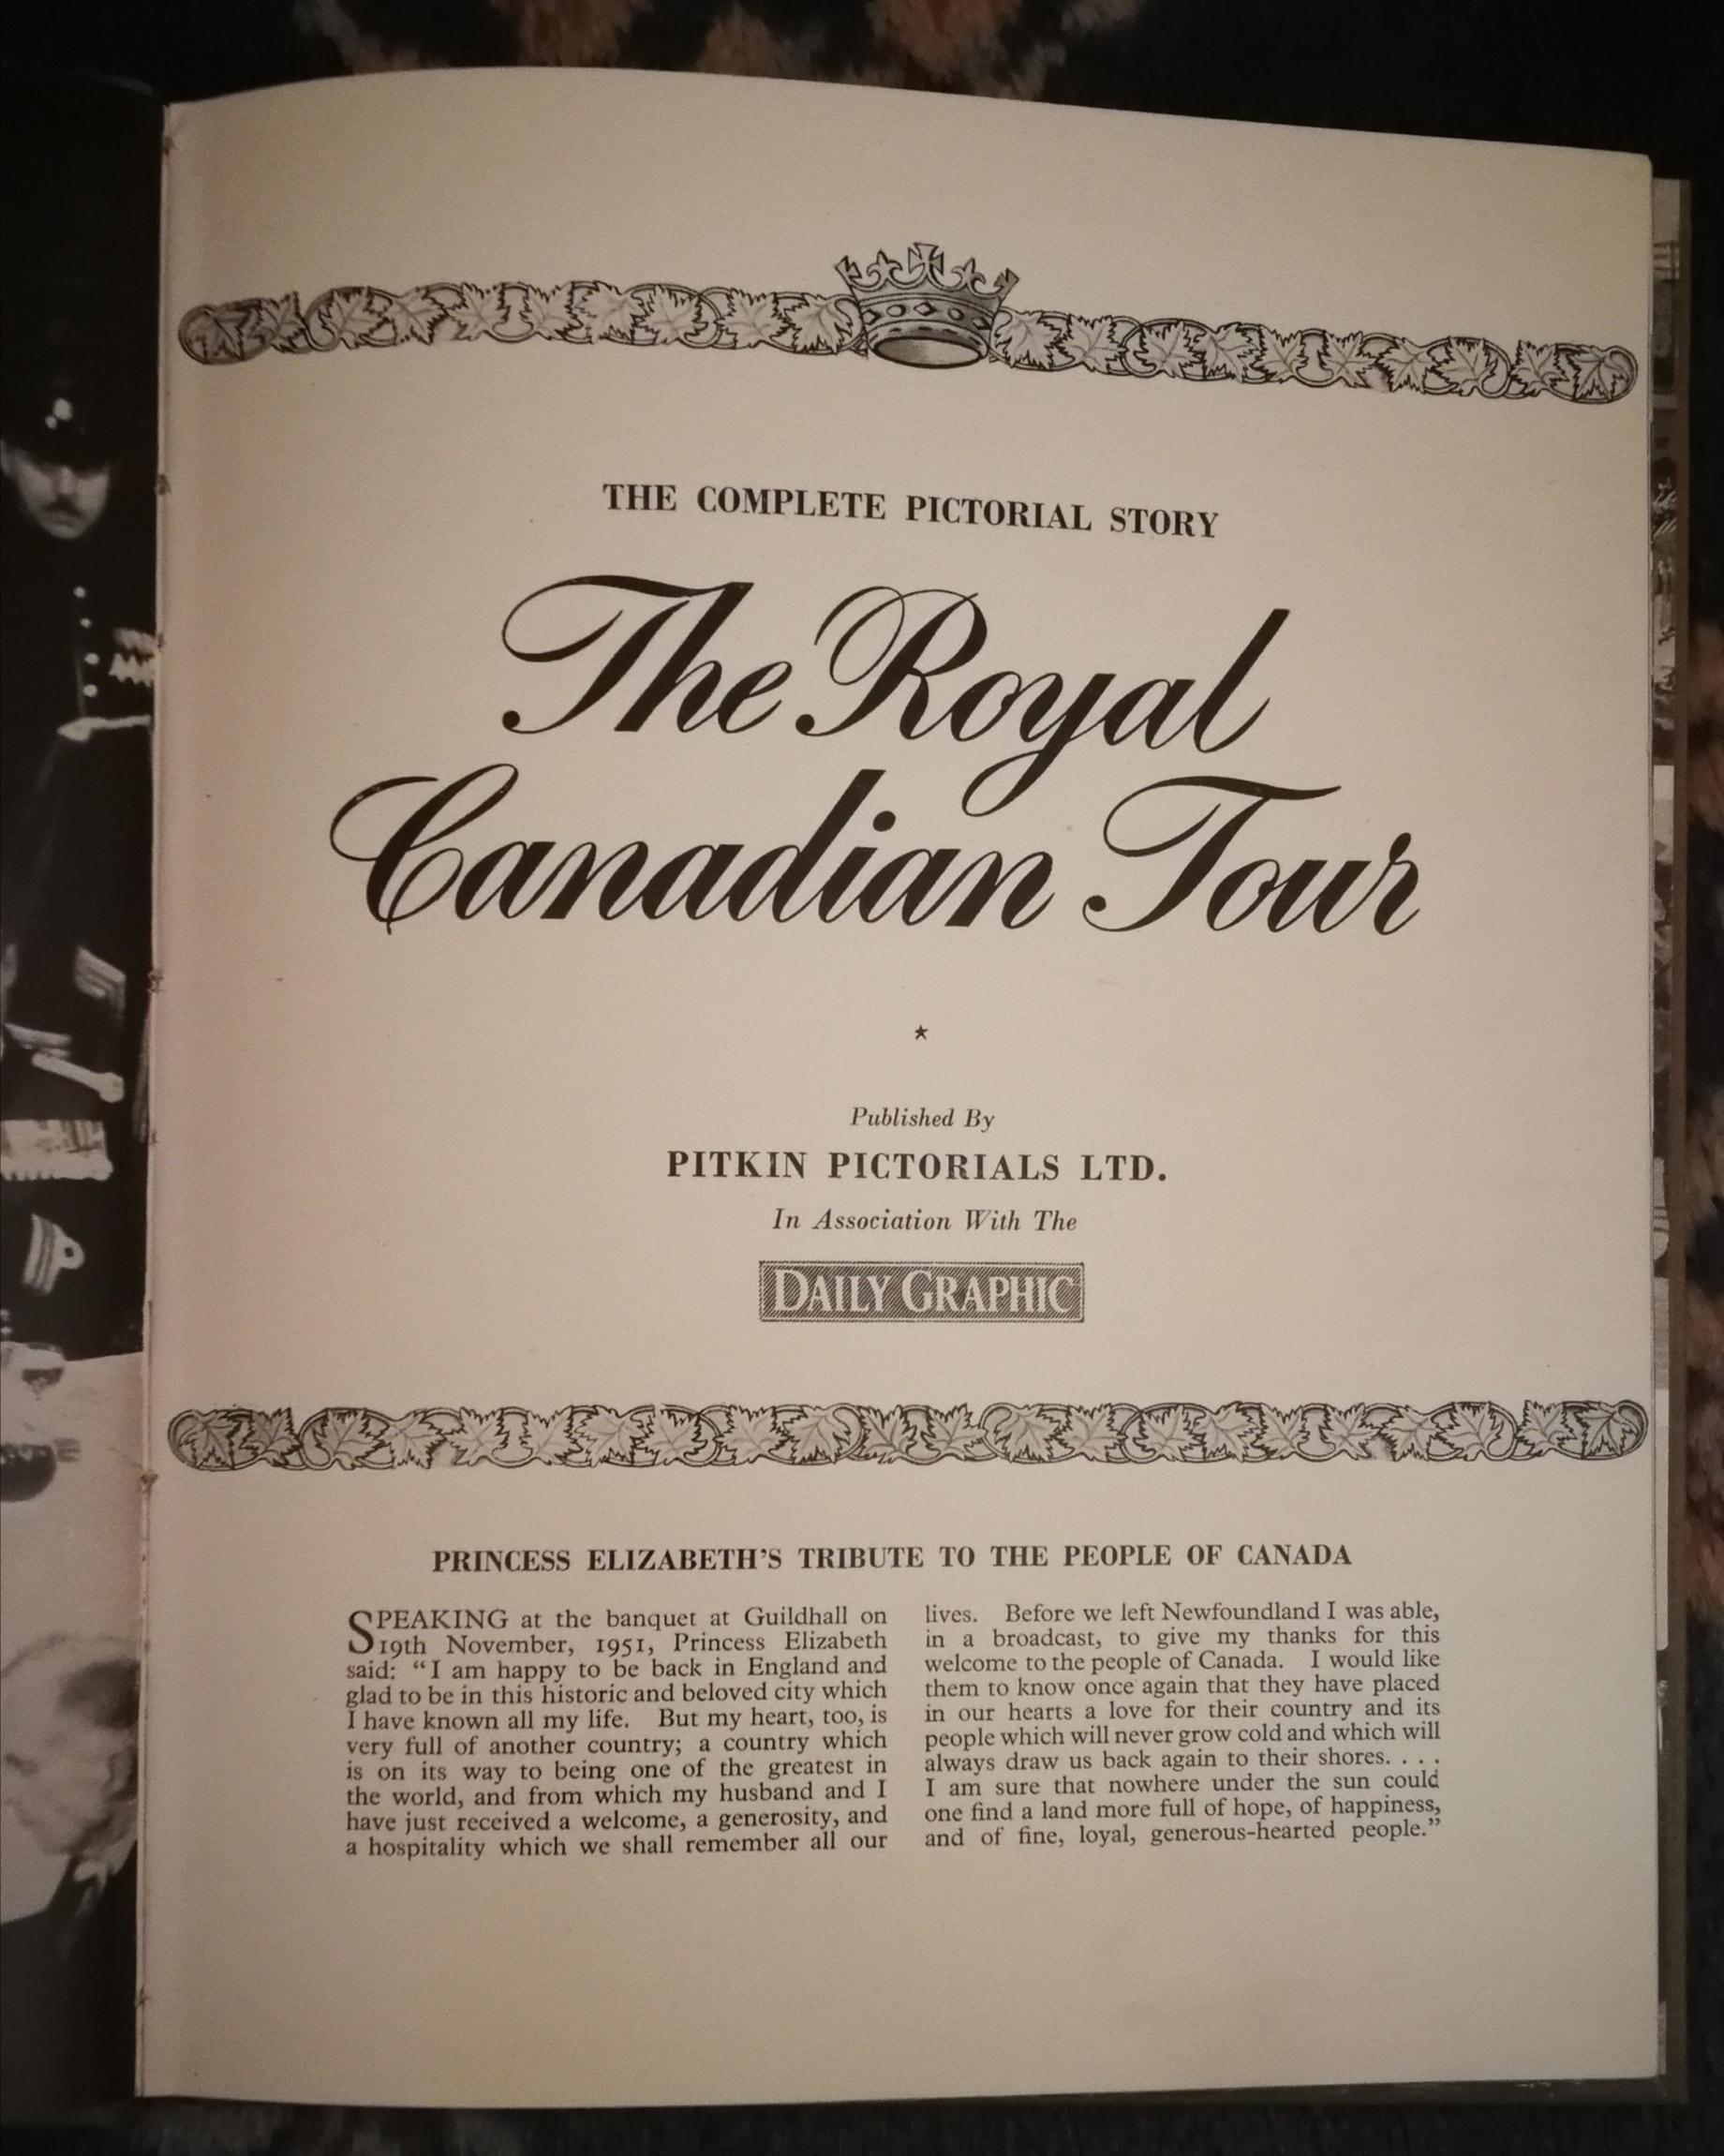 THE COMPLETE PICTORIAL STORY
The Royal
Canadian Tour
Published By
PITKIN PICTORIALS LTD.
In Association With The
DAILY GRAPHIC
PRINCESS ELIZABETH'S TRIBUTE TO THE PEOPLE OF CANADA
SPEAKING at the banquet at Guildhall on
19th November, 1951, Princess Elizabeth
said: “I am happy to be back in England and
glad to be in this historic and beloved city which
I have known all my life. But my heart, too, is
very full of another country; a country which
is on its way to being one of the greatest in
the world, and from which my husband and I
have just received a welcome, a generosity, and
a hospitality which we shall remember all our
lives. Before we left Newfoundland I was able,
in a broadcast, to give my thanks for this
welcome to the people of Canada. I would like
them to know once again that they have placed
in our hearts a love for their country and its
people which will never grow cold and which will
always draw us back again to their shores. . . .
I am sure that nowhere under the sun could
one find a land more full of hope, of happiness,
and of fine, loyal, generous-hearted people.”